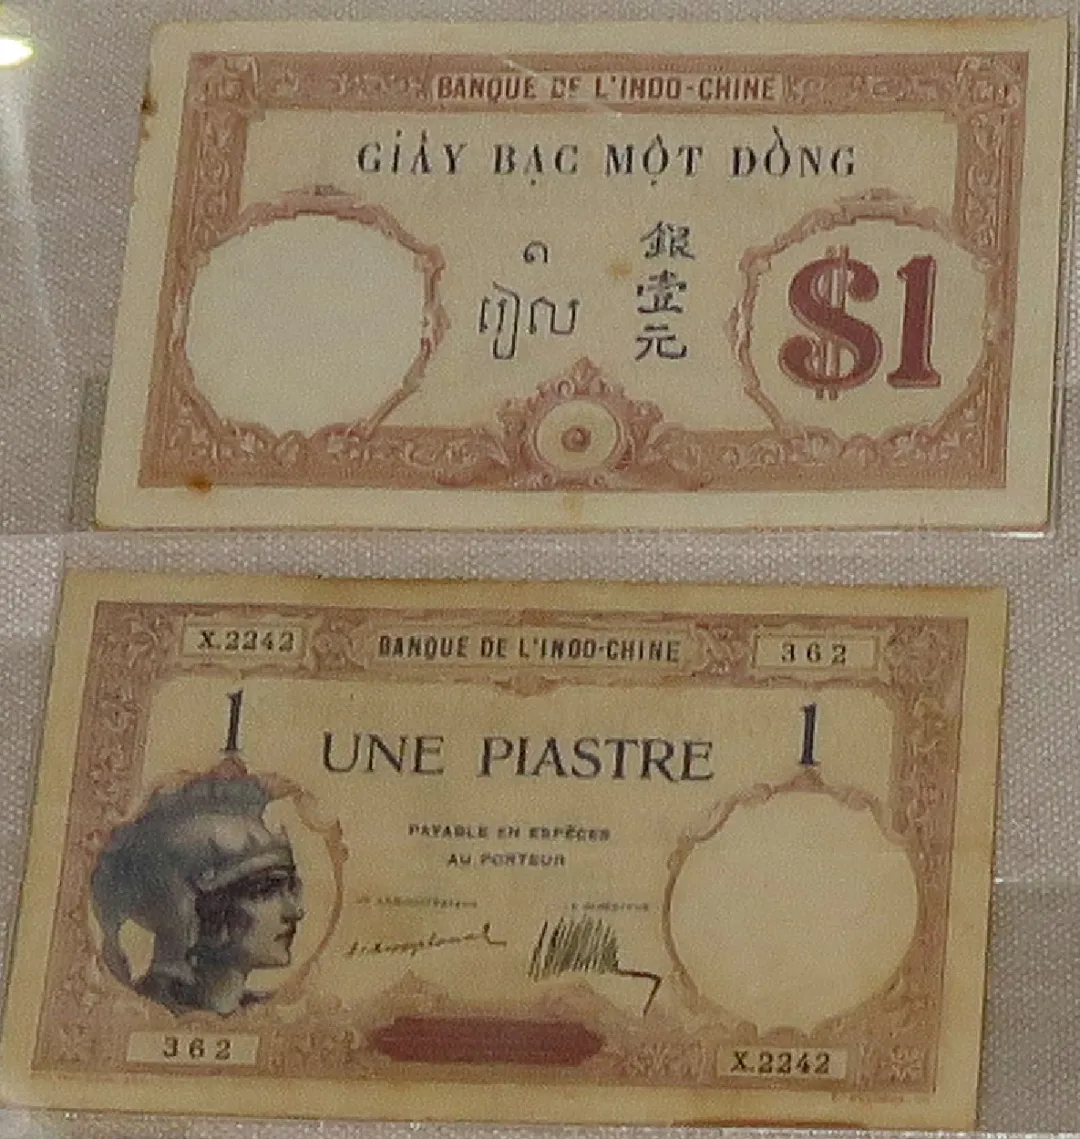 BANQUE DE L'INDO-CHINE
GIẤY BẠC MỘT ĐỒNG
១
រៀល
銀壹元
$1
X.2242
BANQUE DE L'INDO-CHINE
362
1
UNE PIASTRE
1
PAYABLE EN ESPÈCES
AU PORTEUR
362
X.2242